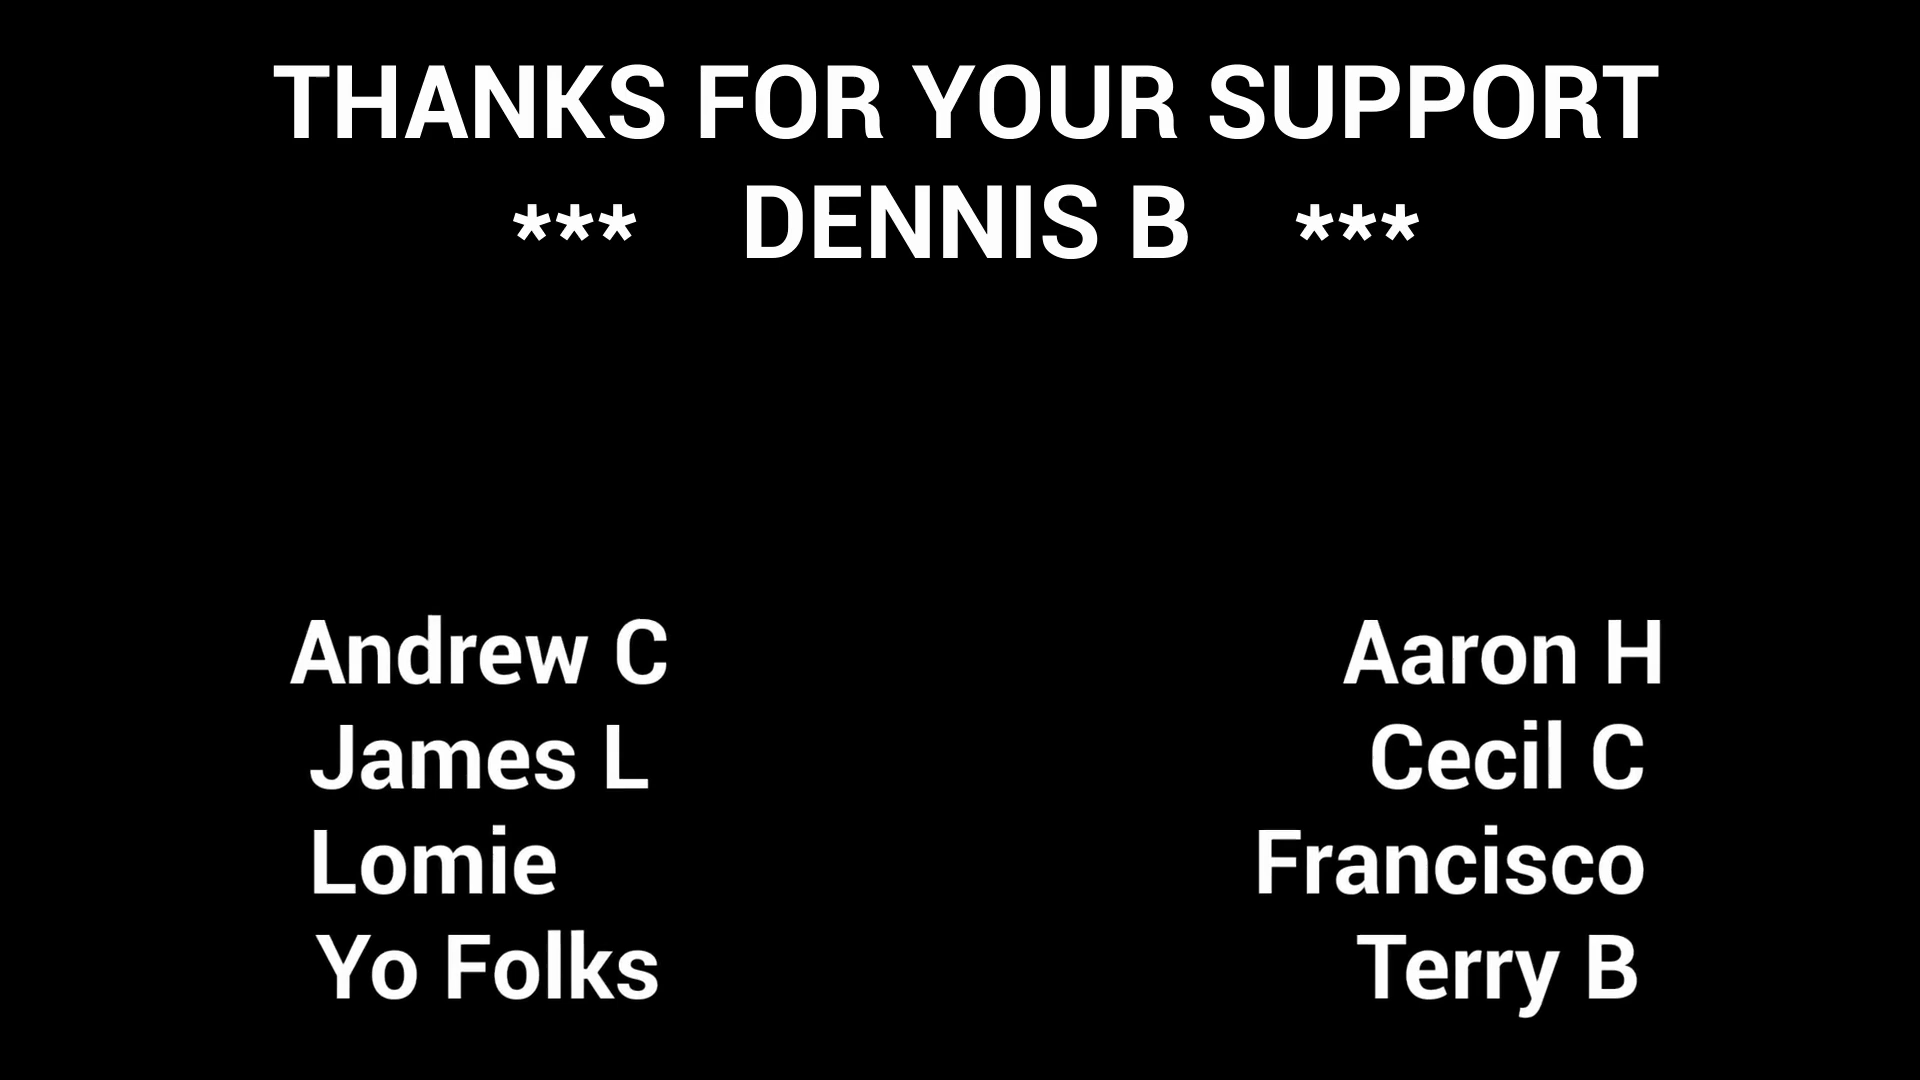 THANKS FOR YOUR SUPPORT
*** DENNIS B ***
Andrew C
Aaron H
James L
Cecil C
Lomie
Francisco
Yo Folks
Terry B